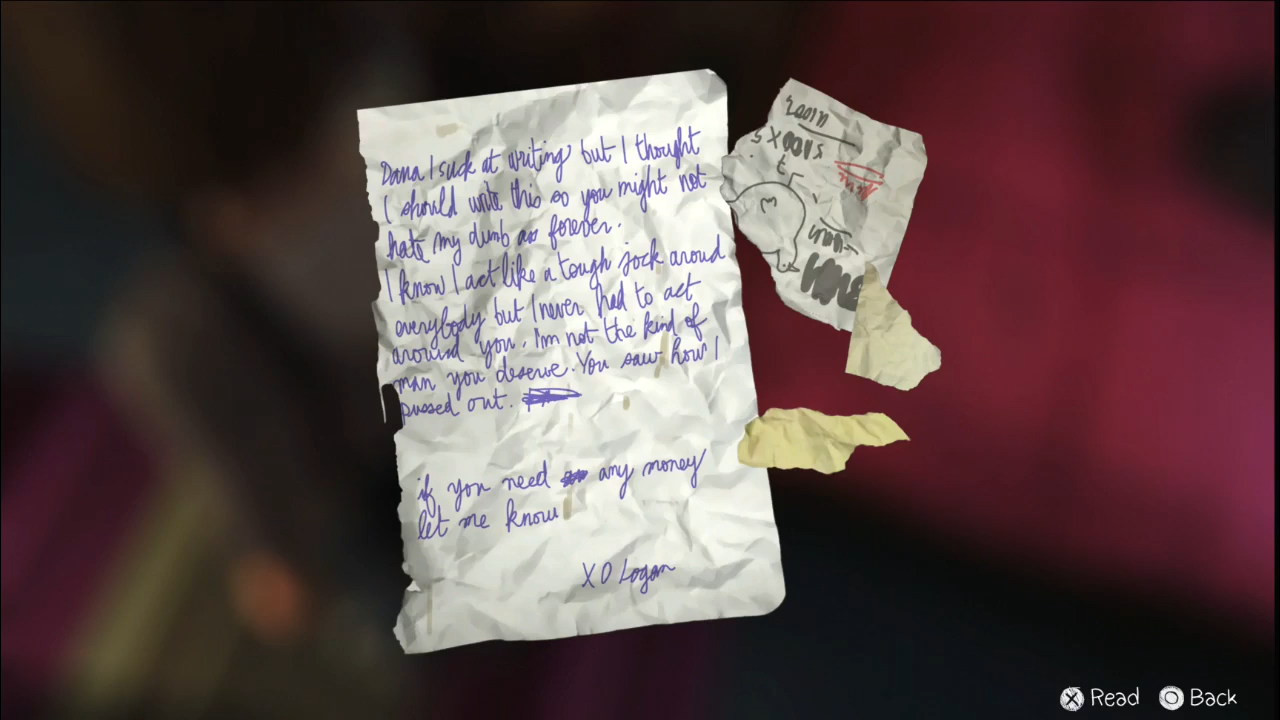 Dana I suck at writing but I thought
I should write this so you might not
hate my dumb ass forever.
I know I act like a tough jock aroud
everybody but I never had to act
around you. I'm not the kind of
man you deserve. You saw how I
pussed out.
if you need any money
let me know
XO Logan
Read
Back